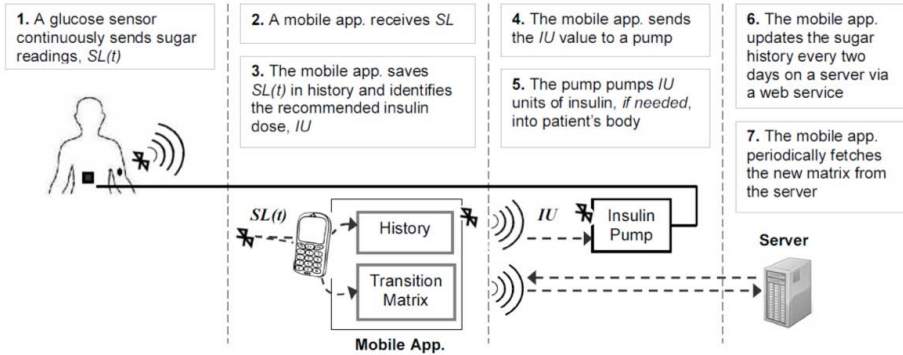 1. A glucose sensor
continuously sends sugar
readings, SL(t)
2. A mobile app. receives SL
3. The mobile app. saves
SL(t) in history and identifies
the recommended insulin
dose, IU
4. The mobile app. sends
the IU value to a pump
5. The pump pumps IU
units of insulin, if needed,
into patient's body
6. The mobile app.
updates the sugar
history every two
days on a server via
a web service
7. The mobile app.
periodically fetches
the new matrix from
the server
SL(t)
History
Transition
Matrix
Mobile App.
IU
Insulin
Pump
Server